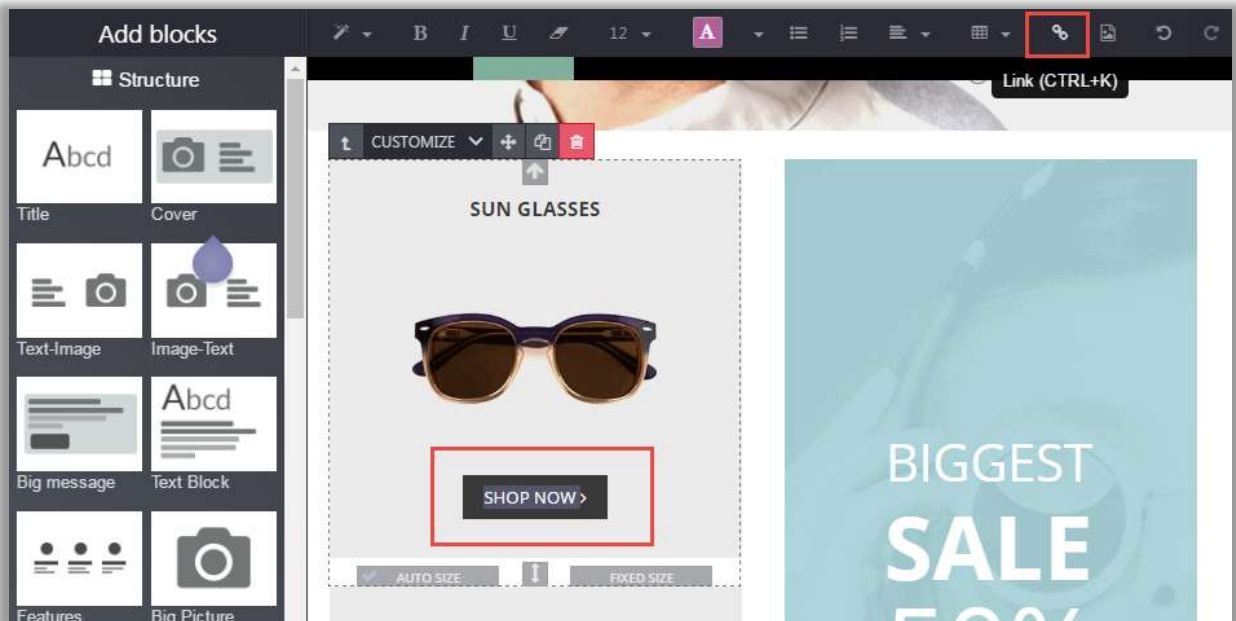 Add blocks
B I U 12 A
Link (CTRL+K)
Structure
Abcd
Title
Cover
Text-Image
Image-Text
Abcd
Big message
Text Block
Features
Big Picture
CUSTOMIZE
SUN GLASSES
SHOP NOW >
AUTO SIZE
FIXED SIZE
BIGGEST
SALE
50%